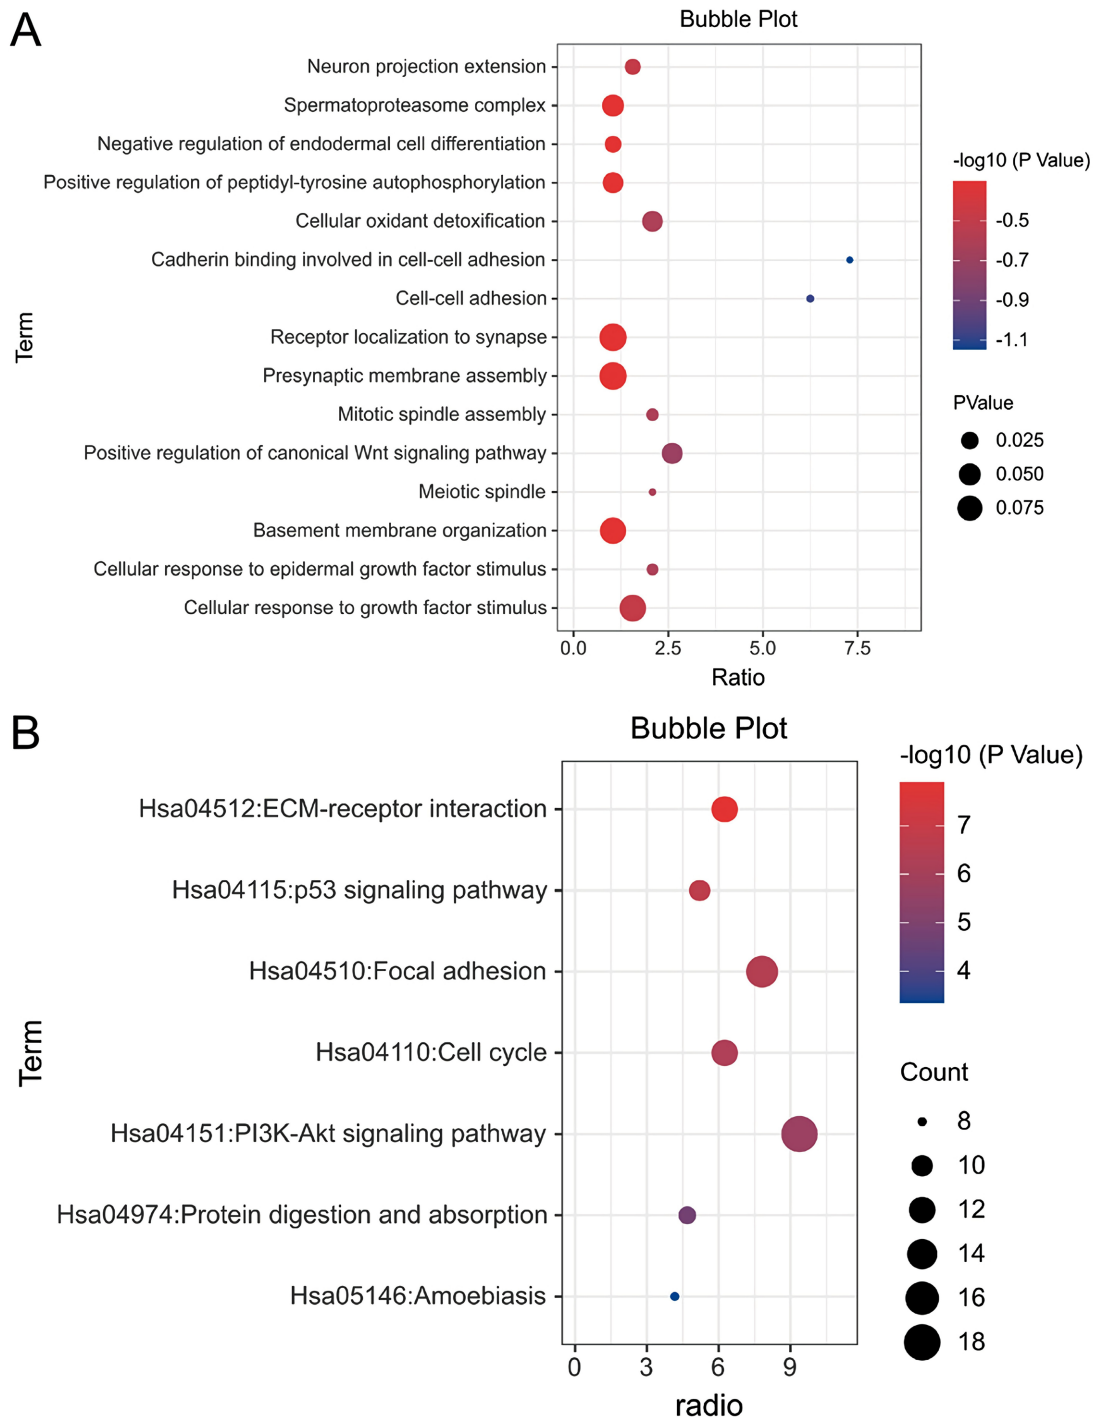 A
Bubble Plot
Term
Neuron projection extension
Spermatoproteasome complex
Negative regulation of endodermal cell differentiation
Positive regulation of peptidyl-tyrosine autophosphorylation
Cellular oxidant detoxification
Cadherin binding involved in cell-cell adhesion
Cell-cell adhesion
Receptor localization to synapse
Presynaptic membrane assembly
Mitotic spindle assembly
Positive regulation of canonical Wnt signaling pathway
Meiotic spindle
Basement membrane organization
Cellular response to epidermal growth factor stimulus
Cellular response to growth factor stimulus
0.0 2.5 5.0 7.5
Ratio
-log10 (P Value)
-0.5
-0.7
-0.9
-1.1
PValue
0.025
0.050
0.075
B
Bubble Plot
Term
Hsa04512:ECM-receptor interaction
Hsa04115:p53 signaling pathway
Hsa04510:Focal adhesion
Hsa04110:Cell cycle
Hsa04151:PI3K-Akt signaling pathway
Hsa04974:Protein digestion and absorption
Hsa05146:Amoebiasis
0 3 6 9
radio
-log10 (P Value)
7
6
5
4
Count
8
10
12
14
16
18